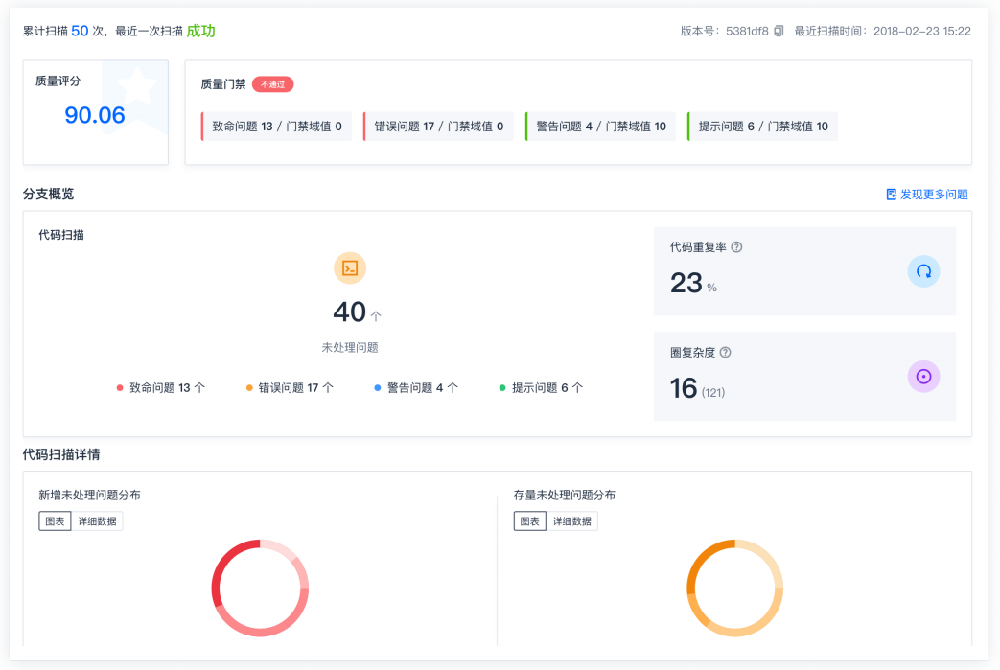 累计扫描 50 次，最近一次扫描 成功
版本号： 5381df8 最近扫描时间： 2018-02-23 15:22
质量评分
90.06
质量门禁 不通过
致命问题 13 / 门禁域值 0
错误问题 17 / 门禁域值 0
警告问题 4 / 门禁域值 10
提示问题 6 / 门禁域值 10
分支概览
发现更多问题
代码扫描
40 个
未处理问题
致命问题 13 个
错误问题 17 个
警告问题 4 个
提示问题 6 个
代码重复率
23 %
圈复杂度
16 (121)
代码扫描详情
新增未处理问题分布
图表 详细数据
存量未处理问题分布
图表 详细数据